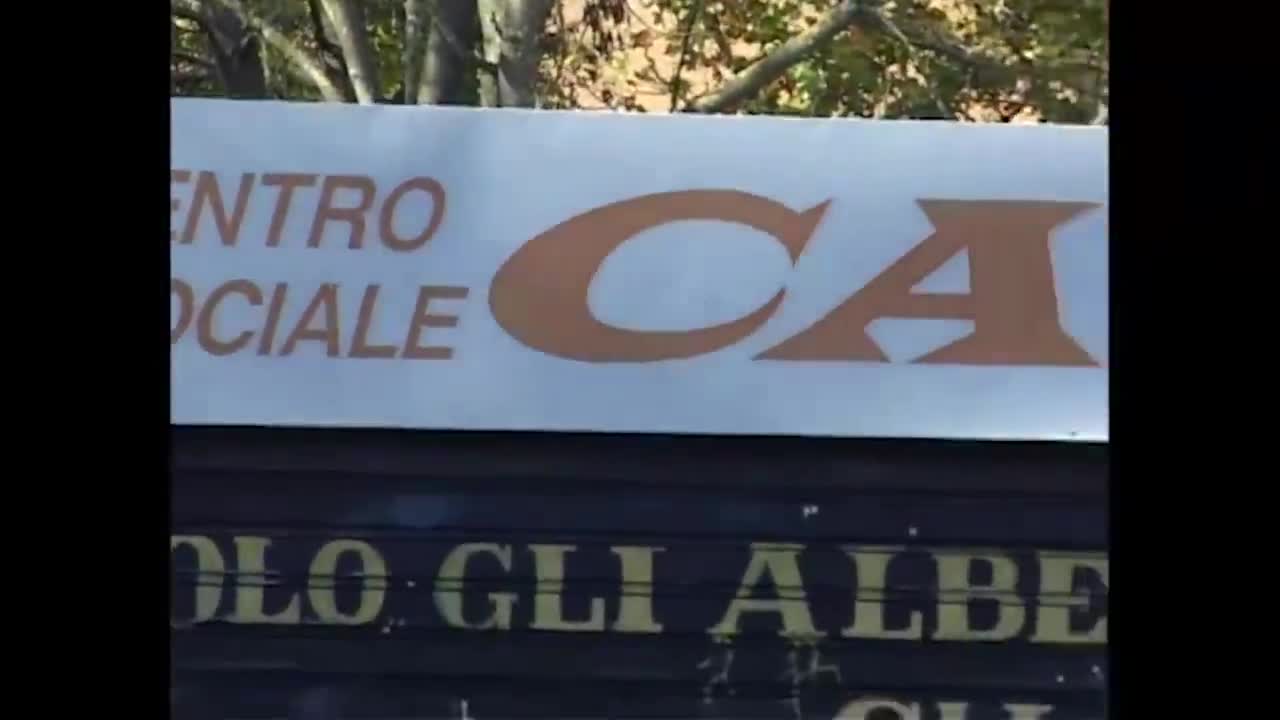 ENTRO
OCIALE
CA
OLO GLI ALBE